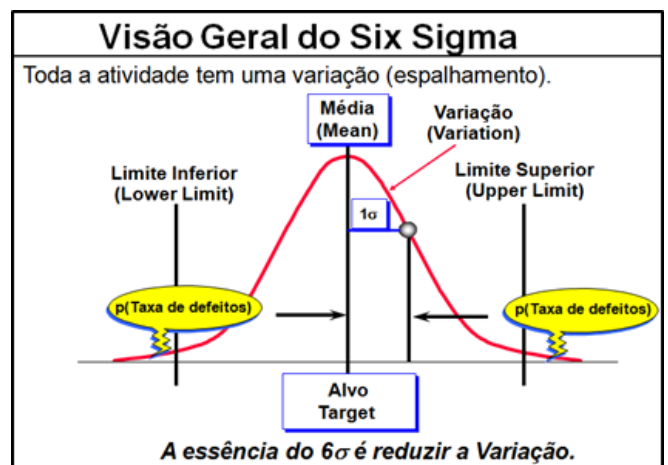 Visão Geral do Six Sigma
Toda a atividade tem uma variação (espalhamento).
Média
(Mean)
Variação
(Variation)
Limite Inferior
(Lower Limit)
Limite Superior
(Upper Limit)
1σ
p(Taxa de defeitos)
p(Taxa de defeitos)
Alvo
Target
A essência do 6σ é reduzir a Variação.